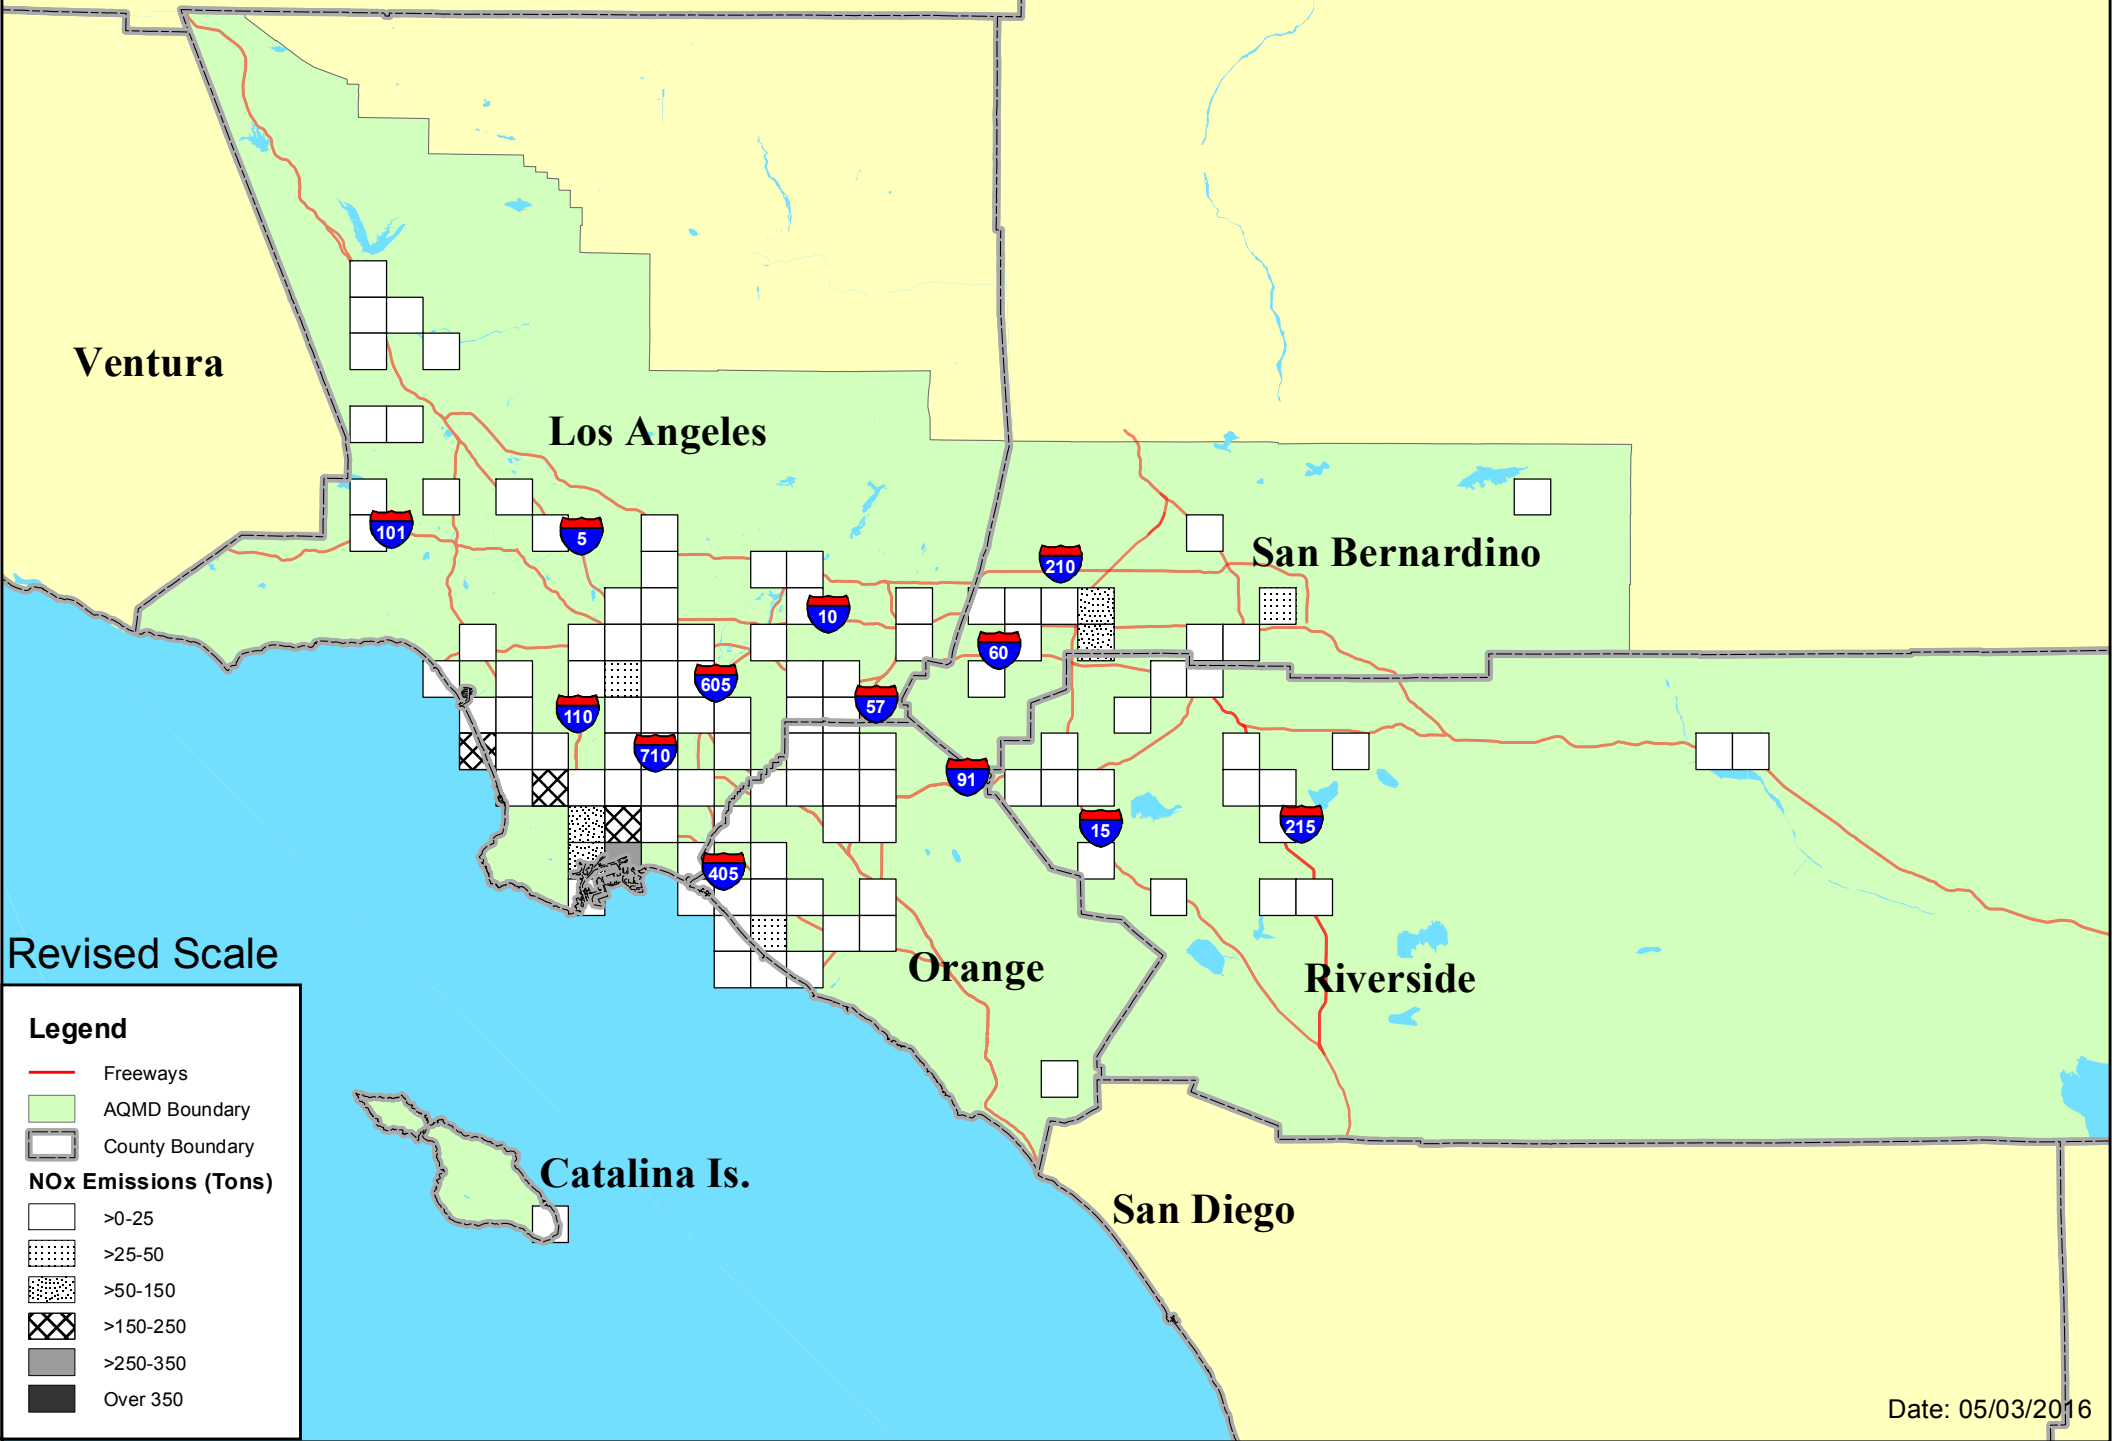 Ventura
Los Angeles
101
5
210
San Bernardino
10
60
605
57
110
710
91
15
215
405
Revised Scale
Orange
Riverside
Legend
Freeways
AQMD Boundary
County Boundary
NOx Emissions (Tons)
>0-25
>25-50
>50-150
>150-250
>250-350
Over 350
Catalina Is.
San Diego
Date: 05/03/2016